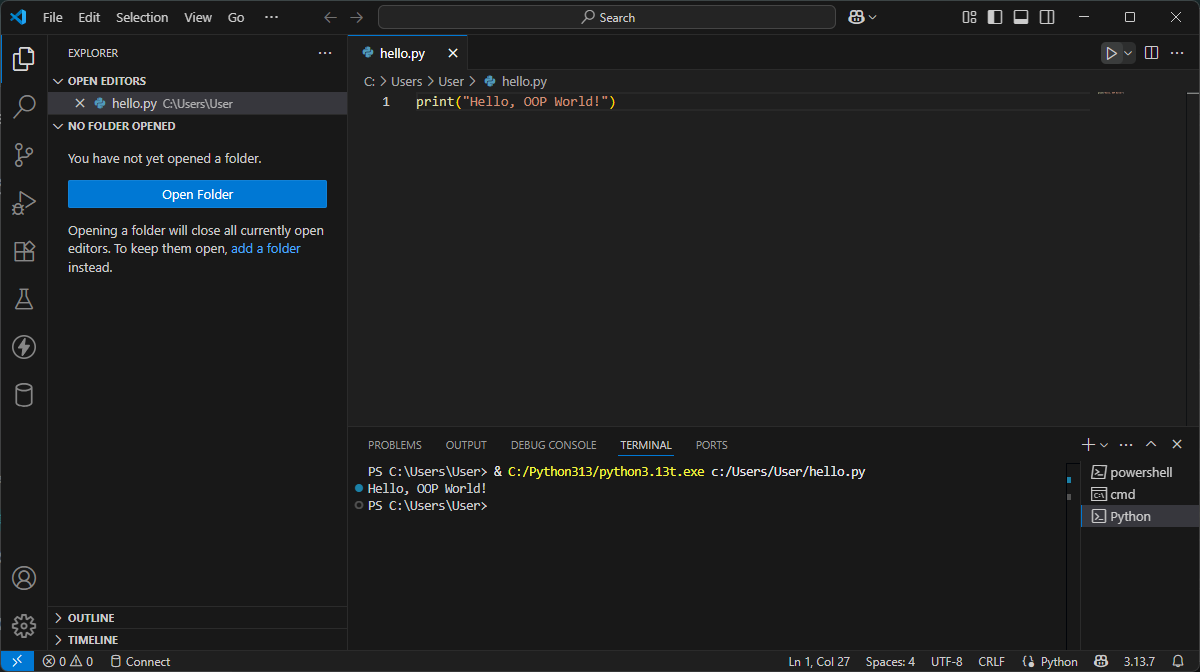 File Edit Selection View Go ··· Search
EXPLORER ···
OPEN EDITORS
hello.py C:\Users\User
NO FOLDER OPENED
You have not yet opened a folder.
Open Folder
Opening a folder will close all currently open
editors. To keep them open, add a folder
instead.
OUTLINE
TIMELINE
hello.py
C: > Users > User > hello.py
1 print("Hello, OOP World!")
PROBLEMS OUTPUT DEBUG CONSOLE TERMINAL PORTS
PS C:\Users\User> & C:/Python313/python3.13t.exe c:/Users/User/hello.py
Hello, OOP World!
PS C:\Users\User>
powershell
cmd
Python
0 0 Connect Ln 1, Col 27 Spaces: 4 UTF-8 CRLF Python 3.13.7